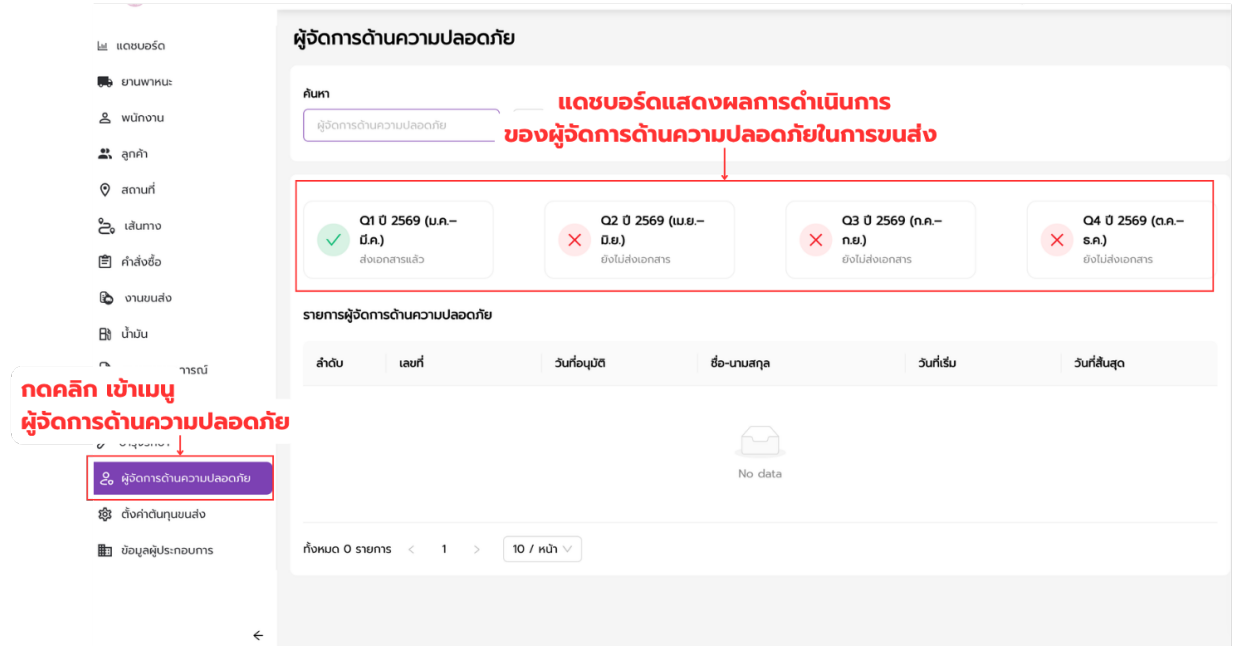 แดชบอร์ด
ยานพาหนะ
พนักงาน
ลูกค้า
สถานที่
เส้นทาง
คำสั่งซื้อ
งานขนส่ง
น้ำมัน
ารณ์
กดคลิก เข้าเมนู
ผู้จัดการด้านความปลอดภัย
ผู้จัดการด้านความปลอดภัย
ตั้งค่าต้นทุนขนส่ง
ข้อมูลผู้ประกอบการ
ผู้จัดการด้านความปลอดภัย
ค้นหา
ผู้จัดการด้านความปลอดภัย
แดชบอร์ดแสดงผลการดำเนินการ
ของผู้จัดการด้านความปลอดภัยในการขนส่ง
Q1 ปี 2569 (ม.ค.–
มี.ค.)
ส่งเอกสารแล้ว
Q2 ปี 2569 (เม.ย.–
มิ.ย.)
ยังไม่ส่งเอกสาร
Q3 ปี 2569 (ก.ค.–
ก.ย.)
ยังไม่ส่งเอกสาร
Q4 ปี 2569 (ต.ค.–
ธ.ค.)
ยังไม่ส่งเอกสาร
รายการผู้จัดการด้านความปลอดภัย
ลำดับ เลขที่ วันที่อนุมัติ ชื่อ-นามสกุล วันที่เริ่ม วันที่สิ้นสุด
No data
ทั้งหมด 0 รายการ < 1 > 10 / หน้า